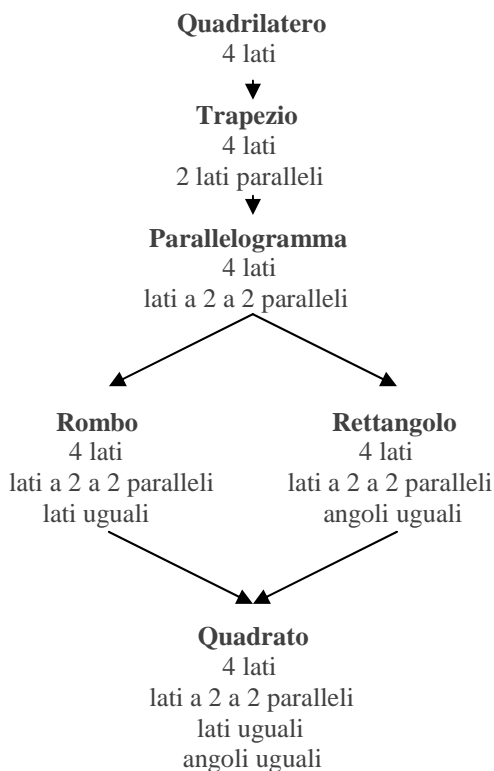 Quadrilatero
4 lati
Trapezio
4 lati
2 lati paralleli
Parallelogramma
4 lati
lati a 2 a 2 paralleli
Rombo
4 lati
lati a 2 a 2 paralleli
lati uguali
Rettangolo
4 lati
lati a 2 a 2 paralleli
angoli uguali
Quadrato
4 lati
lati a 2 a 2 paralleli
lati uguali
angoli uguali